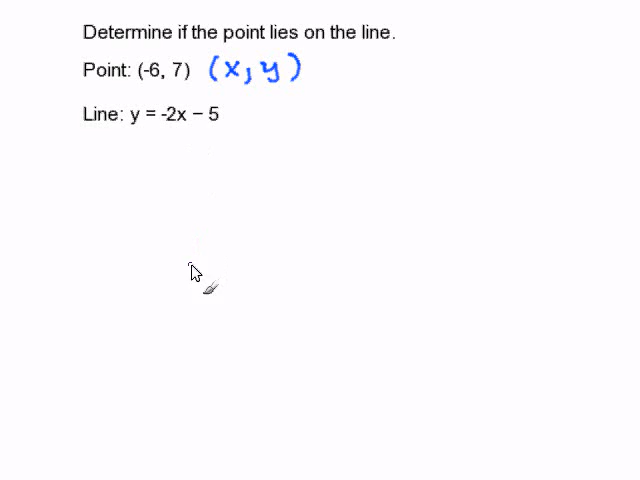 Determine if the point lies on the line.
Point: (-6, 7) (x, y)
Line: y = -2x − 5